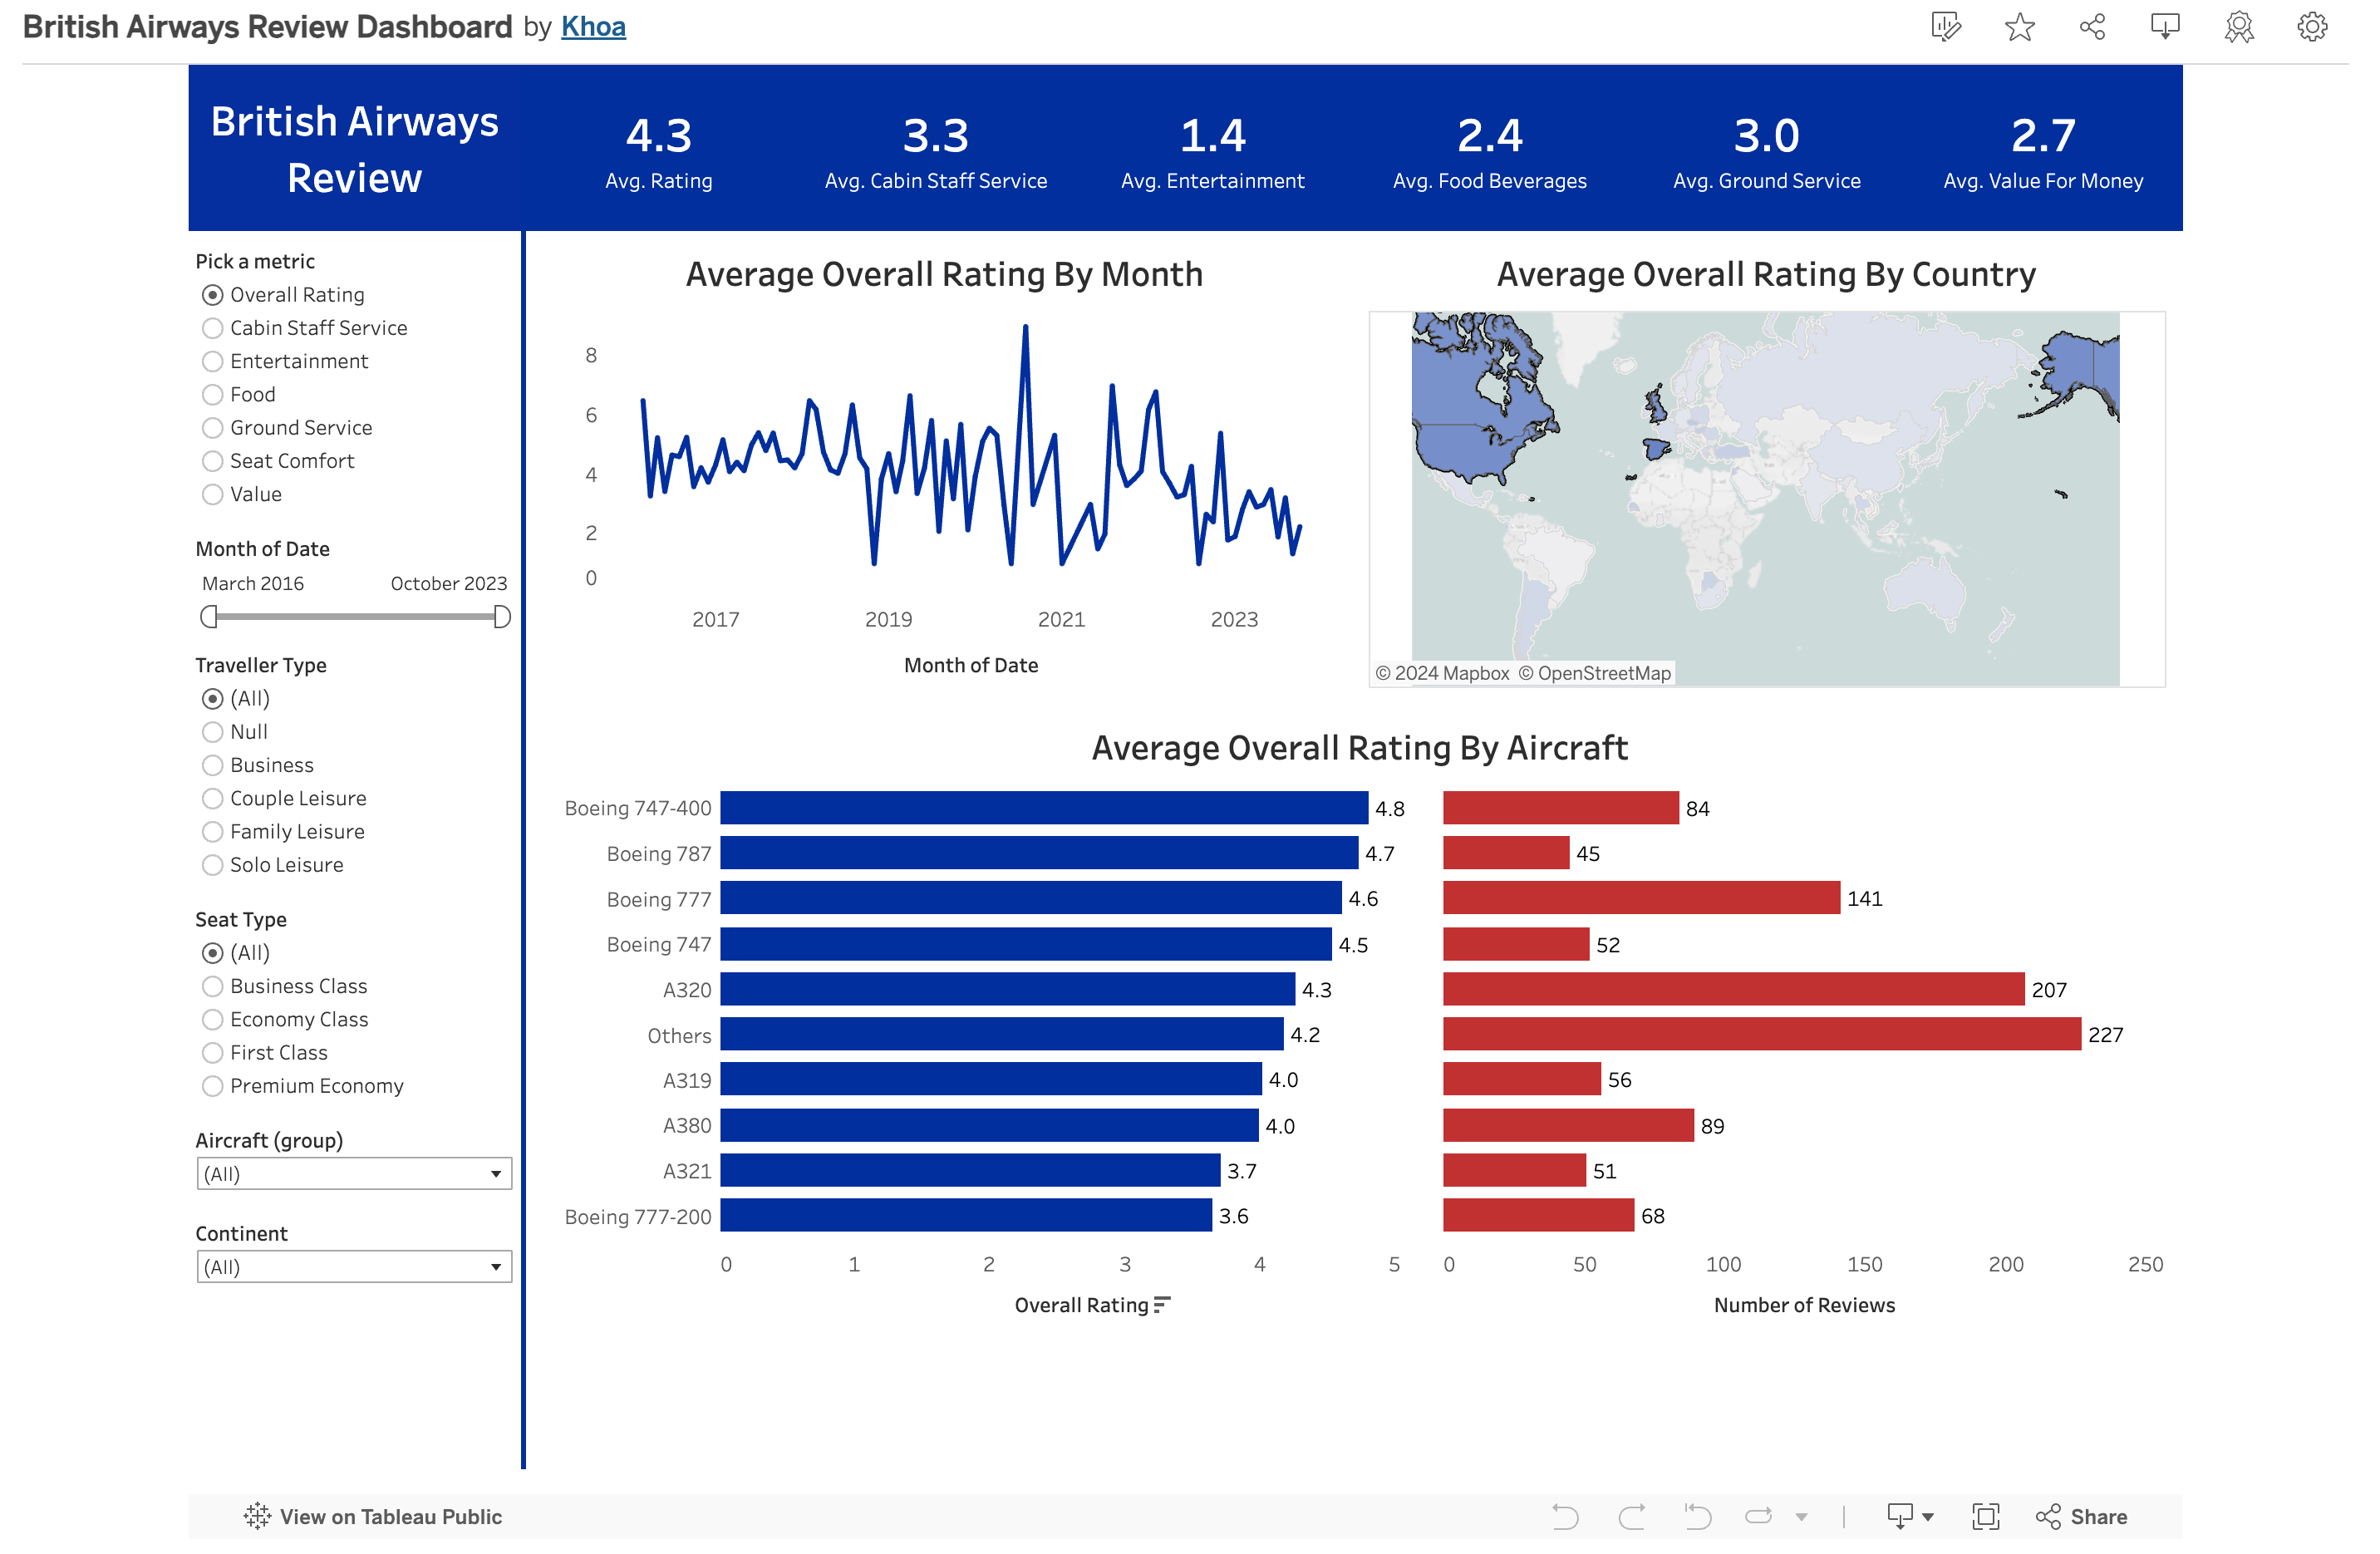 British Airways Review Dashboard by Khoa
British Airways
Review
4.3
Avg. Rating
3.3
Avg. Cabin Staff Service
1.4
Avg. Entertainment
2.4
Avg. Food Beverages
3.0
Avg. Ground Service
2.7
Avg. Value For Money
Pick a metric
Overall Rating
Cabin Staff Service
Entertainment
Food
Ground Service
Seat Comfort
Value
Month of Date
March 2016 October 2023
Traveller Type
(All)
Null
Business
Couple Leisure
Family Leisure
Solo Leisure
Seat Type
(All)
Business Class
Economy Class
First Class
Premium Economy
Aircraft (group)
(All)
Continent
(All)
Average Overall Rating By Month
8
6
4
2
0
2017 2019 2021 2023
Month of Date
Average Overall Rating By Country
© 2024 Mapbox © OpenStreetMap
Average Overall Rating By Aircraft
Boeing 747-400 4.8 84
Boeing 787 4.7 45
Boeing 777 4.6 141
Boeing 747 4.5 52
A320 4.3 207
Others 4.2 227
A319 4.0 56
A380 4.0 89
A321 3.7 51
Boeing 777-200 3.6 68
0 1 2 3 4 5 0 50 100 150 200 250
Overall Rating Number of Reviews
View on Tableau Public
Share